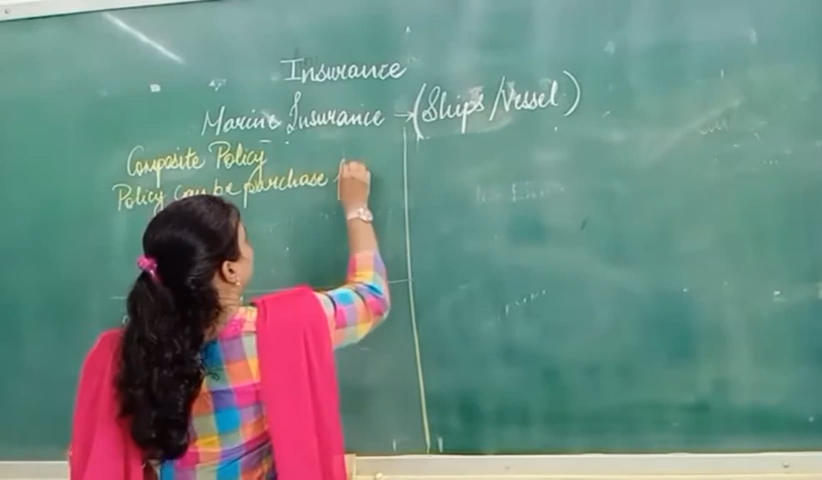 Insurance
Marine Insurance → (Ships/Vessel)
Composite Policy
Policy can be purchase